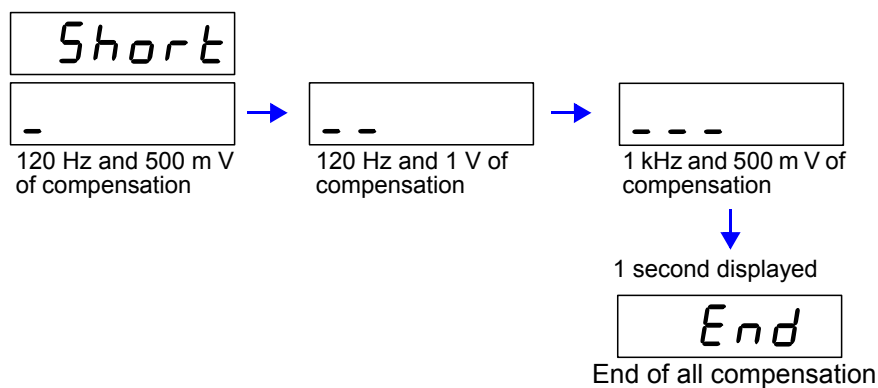 Short
_
120 Hz and 500 m V
of compensation
_ _
120 Hz and 1 V of
compensation
_ _ _
1 kHz and 500 m V of
compensation
1 second displayed
End
End of all compensation